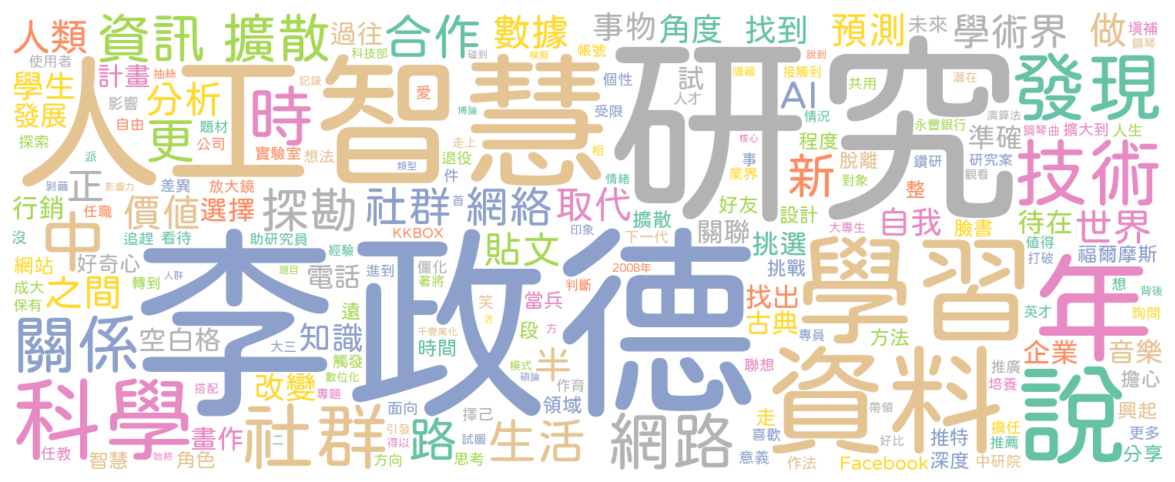 人類 資訊 擴散 過往 合作 數據 事物 角度 找到 預測 未來 學術界 做 填補
鋼琴
使用者 科技部 碰到 模擬 帳號 說到
學生 計畫 抽絲 記錄 個性 試 隱藏 接觸到 共用 潛在
人工智慧 研究 發現
發展 影響 分析 時 愛 博論 受限 人才 AI 情況 演算法
自由 題材 永豐銀行 鋼琴曲 擴大到 人生
探索 更 公司 實驗室 想法 走上 退役 相 核心 事 程度 準確
派 類型 件 情緒 業界 新 脫離 鑽研 研究案 技術
剝繭 影響力 正 差異 放大鏡 對象 整 觀看
行銷 任職 價值 選擇 探勘 社群 首 網絡 取代 好友 設計 自我 待在 世界
沒 中 追趕 看待 助研究員 KKBOX 印象 擴散 關聯 大專生 臉書
網站 好奇心 經驗 貼文 下一代 挑選 值得 打破 福爾摩斯
成大 人群 轉到 題目 電話 進到 僵化 2008年 挑戰 想 背後
保有 之間 李政德 著將 笑 當兵 判斷 找出 學習 年 英才 詢問
關係 空白格 遠 知識 千變萬化 活 方 段 古典 專員 方法 企業 音樂
大三 觸發 時間 模式 半 聯想 推廣 擔心
科學 搭配 改變 數位化 專題 碩論 作育 資料 培養
畫作 社群 面向 擇己 領域 走 帶領 說 興起
任教 二 引發 得以 路 試圖 生活 網路 喜歡 推特 擔任 推薦 更多
智慧 始終 角色 方向 思考 意義 作法 好比 Facebook 深度 中研院 分享